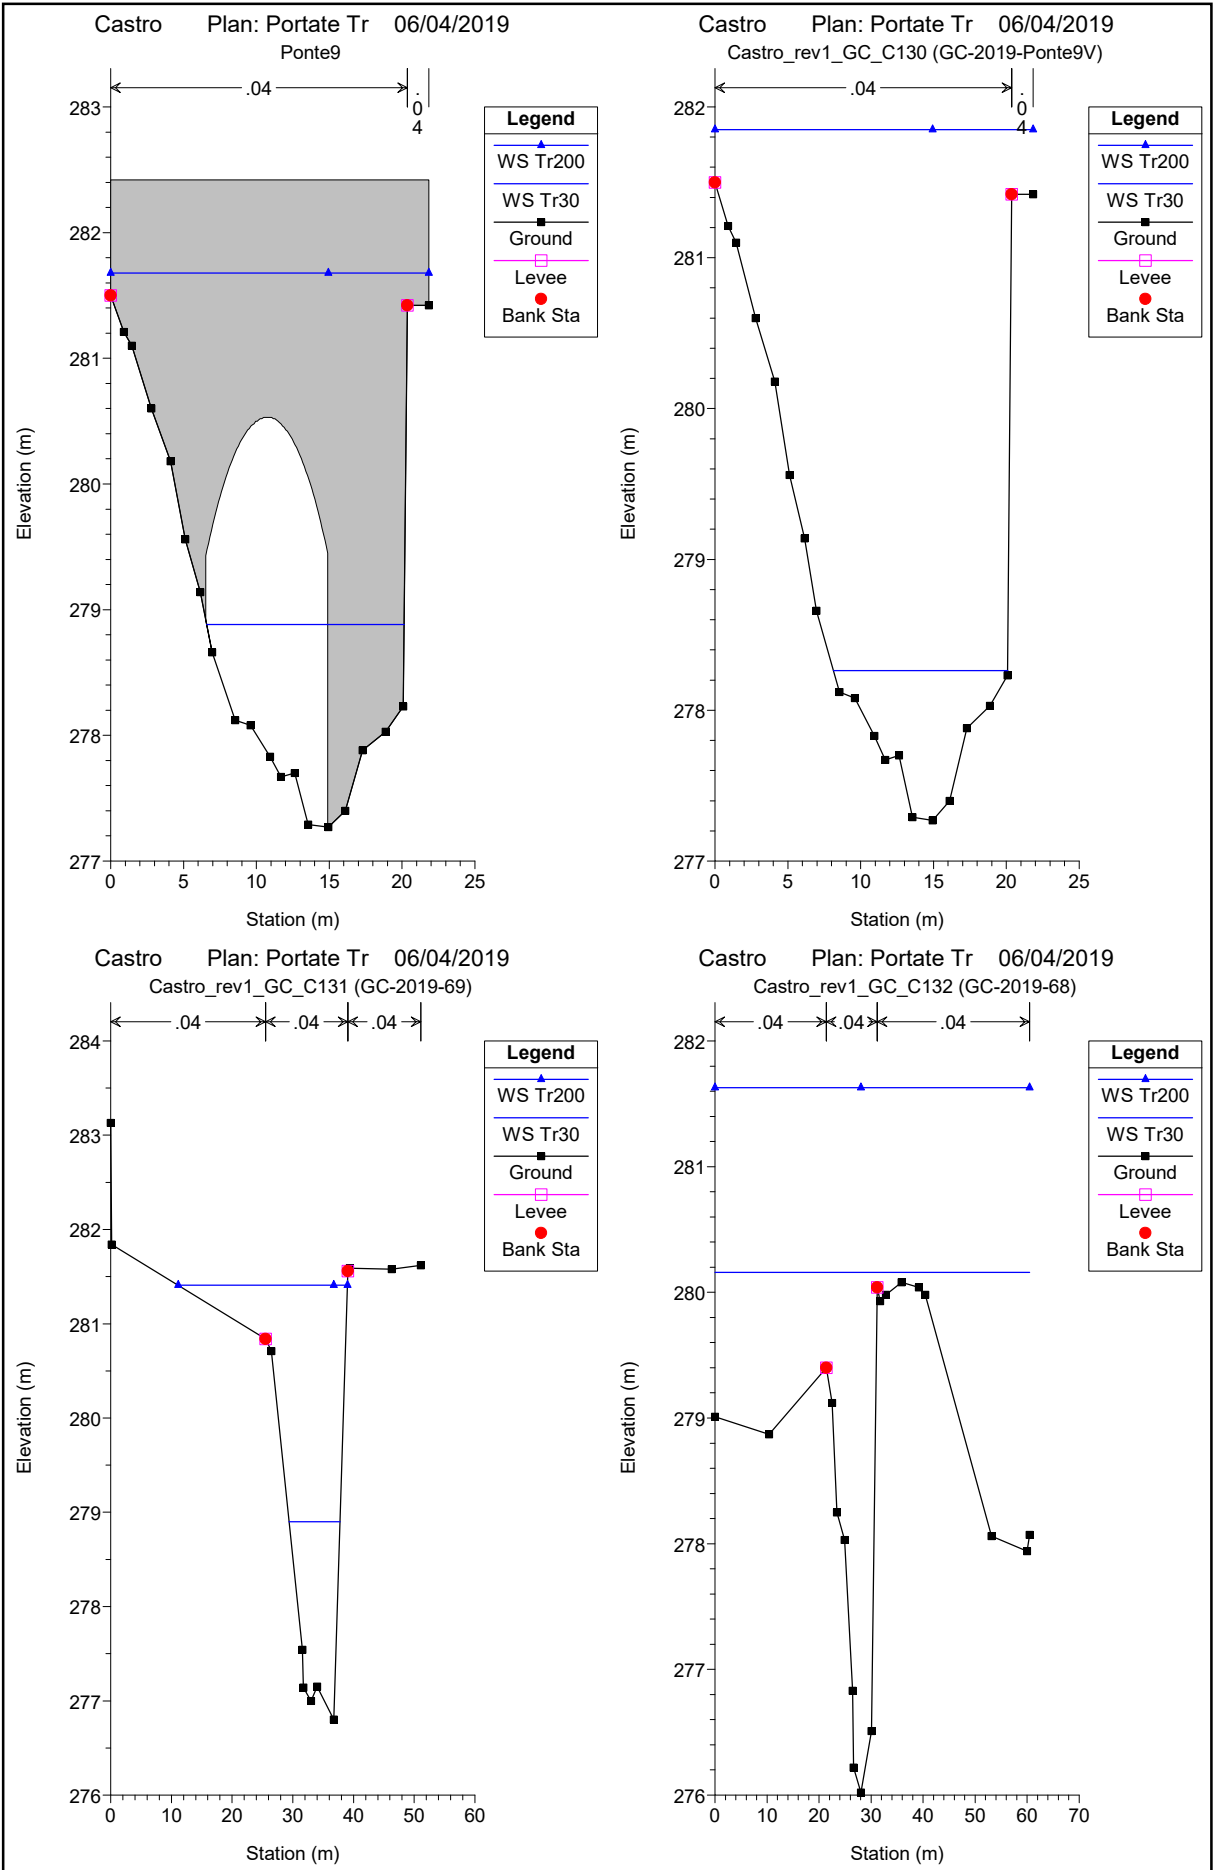 Castro Plan: Portate Tr 06/04/2019
Ponte9
.04
.04
Legend
WS Tr200
WS Tr30
Ground
Levee
Bank Sta
283
282
281
280
279
278
277
0 5 10 15 20 25
Elevation (m)
Station (m)
Castro Plan: Portate Tr 06/04/2019
Castro_rev1_GC_C130 (GC-2019-Ponte9V)
.04
.04
Legend
WS Tr200
WS Tr30
Ground
Levee
Bank Sta
282
281
280
279
278
277
0 5 10 15 20 25
Elevation (m)
Station (m)
Castro Plan: Portate Tr 06/04/2019
Castro_rev1_GC_C131 (GC-2019-69)
.04 .04 .04
Legend
WS Tr200
WS Tr30
Ground
Levee
Bank Sta
284
283
282
281
280
279
278
277
276
0 10 20 30 40 50 60
Elevation (m)
Station (m)
Castro Plan: Portate Tr 06/04/2019
Castro_rev1_GC_C132 (GC-2019-68)
.04 .04 .04
Legend
WS Tr200
WS Tr30
Ground
Levee
Bank Sta
282
281
280
279
278
277
276
0 10 20 30 40 50 60 70
Elevation (m)
Station (m)